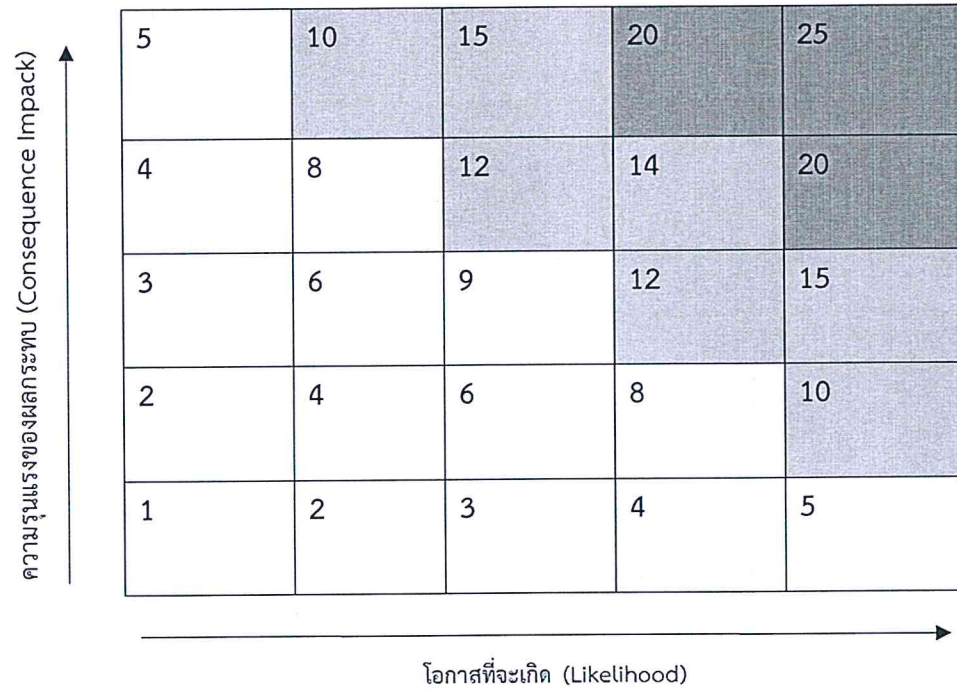 ความรุนแรงของผลกระทบ (Consequence Impack)
5 10 15 20 25
4 8 12 14 20
3 6 9 12 15
2 4 6 8 10
1 2 3 4 5
โอกาสที่จะเกิด (Likelihood)